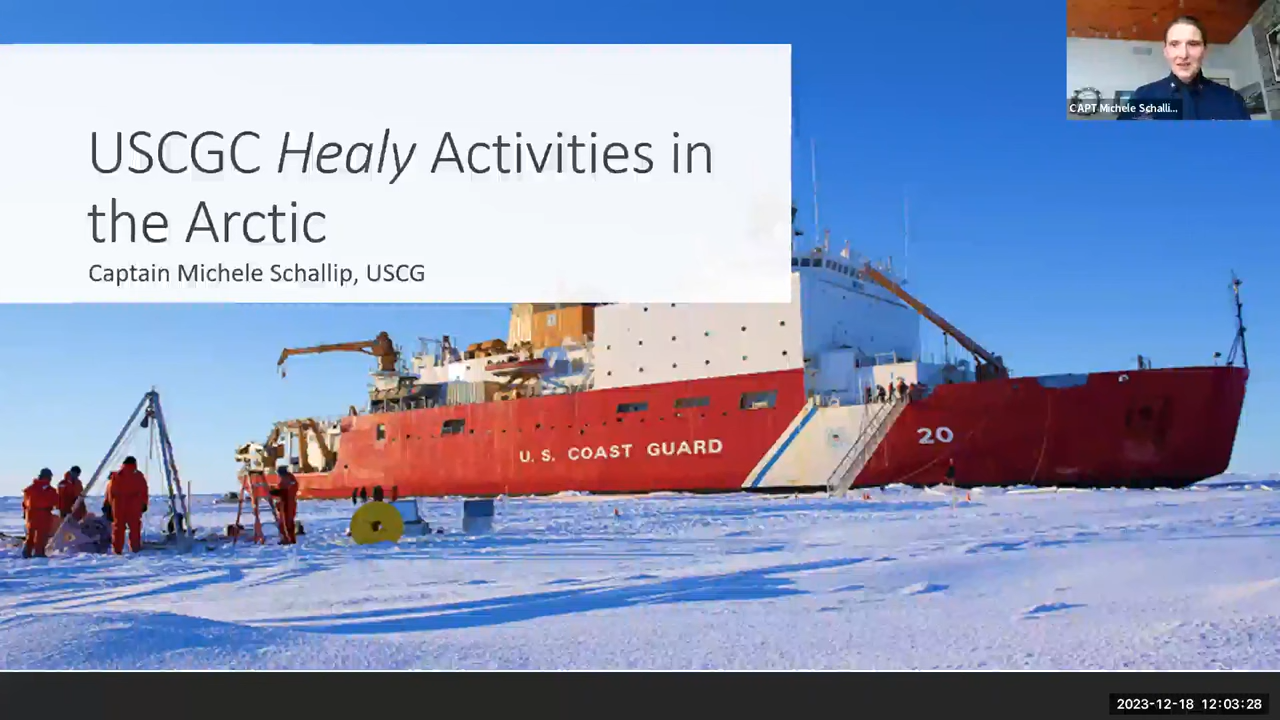 USCGC Healy Activities in
the Arctic
Captain Michele Schallip, USCG
CAPT Michele Schalli...
U. S. COAST GUARD
20
2023-12-18 12:03:28